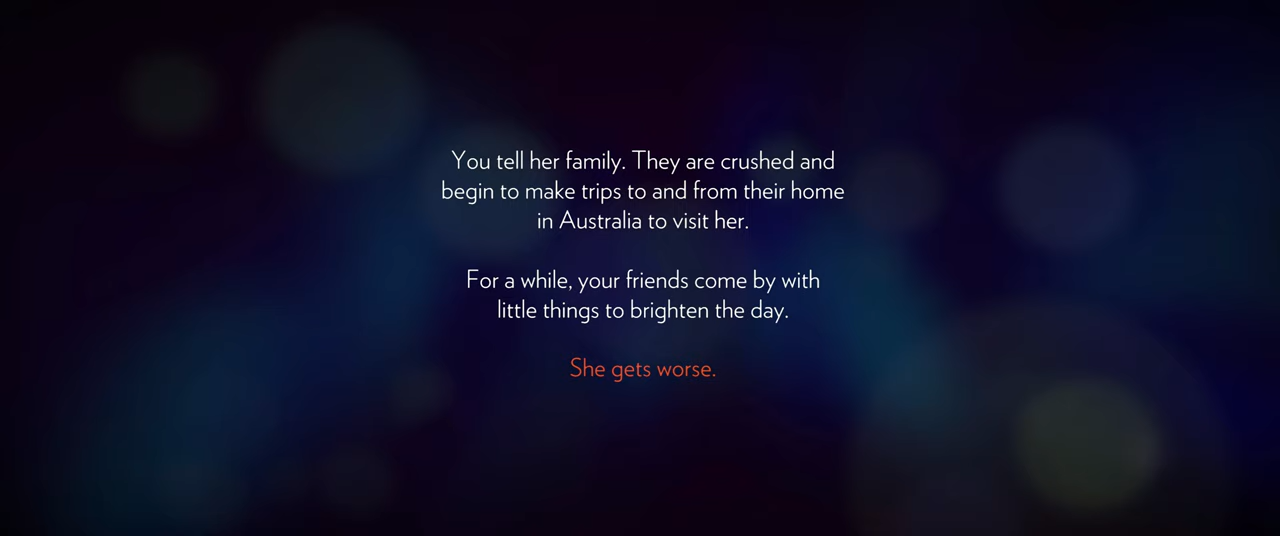 You tell her family. They are crushed and
begin to make trips to and from their home
in Australia to visit her.
For a while, your friends come by with
little things to brighten the day.
She gets worse.